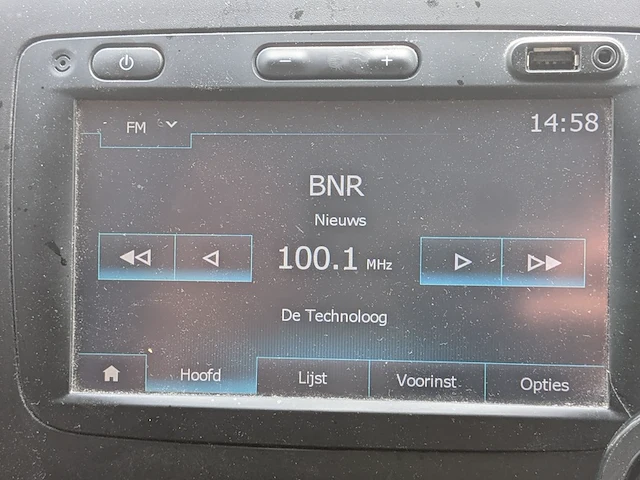 - +
FM
14:58
BNR
Nieuws
100.1 MHz
De Technoloog
Hoofd Lijst Voorinst. Opties